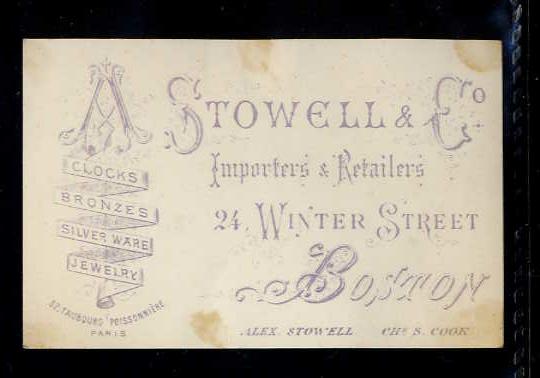 A. STOWELL & Co.
Importers & Retailers
24, WINTER STREET
BOSTON
ALEX. STOWELL CHs S. COOK
CLOCKS
BRONZES
SILVER WARE
JEWELRY
52, FAUBOURG POISSONNIÈRE
PARIS